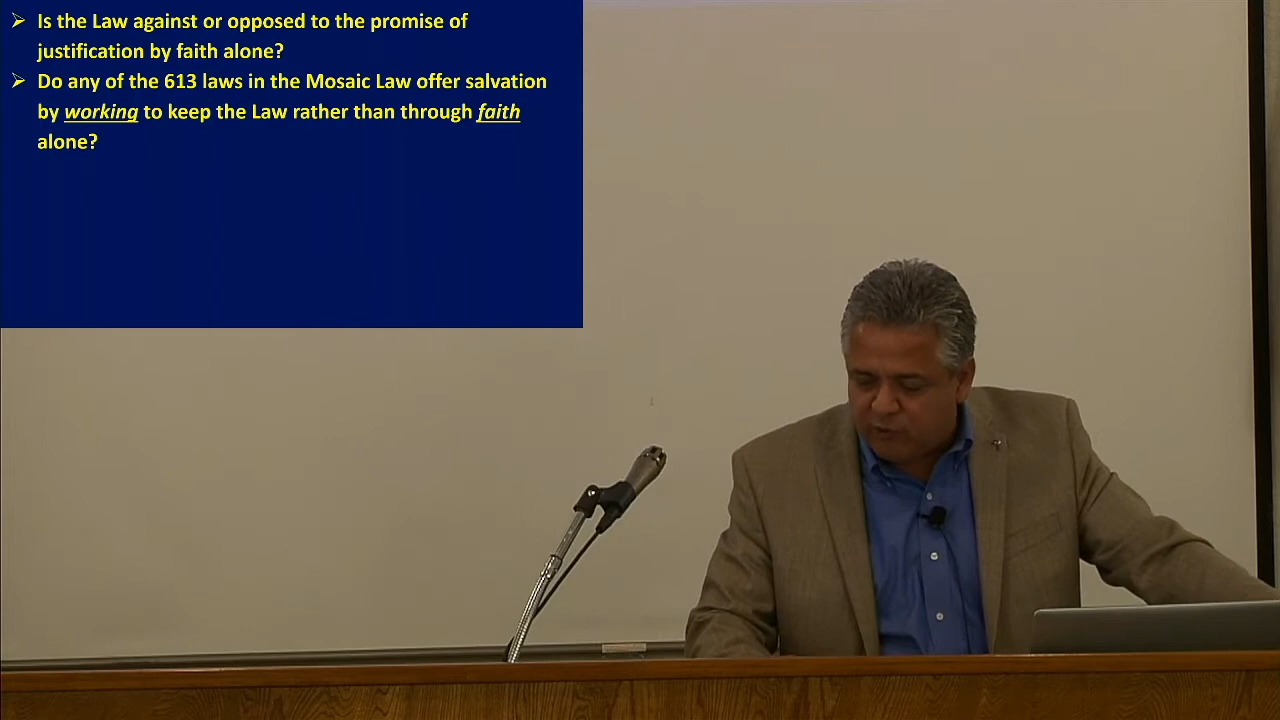 ➢ Is the Law against or opposed to the promise of
justification by faith alone?
➢ Do any of the 613 laws in the Mosaic Law offer salvation
by working to keep the Law rather than through faith
alone?